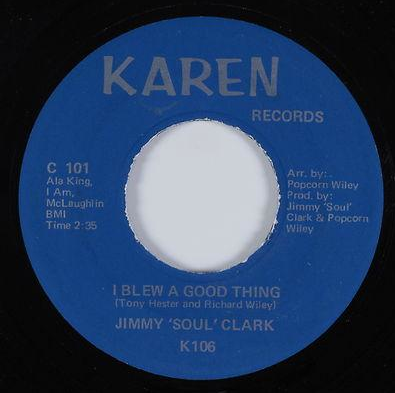 KAREN
RECORDS
C 101
Ala King,
I Am,
McLaughlin
BMI
Time 2:35
Arr. by:.
Popcorn Wiley
Prod. by:
Jimmy 'Soul'
Clark & Popcorn
Wiley
I BLEW A GOOD THING
(Tony Hester and Richard Wiley)
JIMMY 'SOUL' CLARK
K106